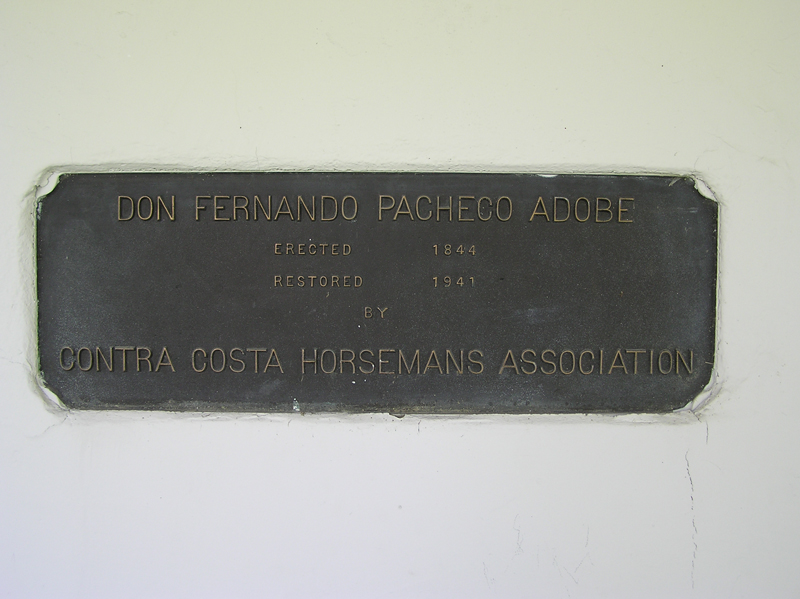 DON FERNANDO PACHECO ADOBE
ERECTED 1844
RESTORED 1941
BY
CONTRA COSTA HORSEMANS ASSOCIATION